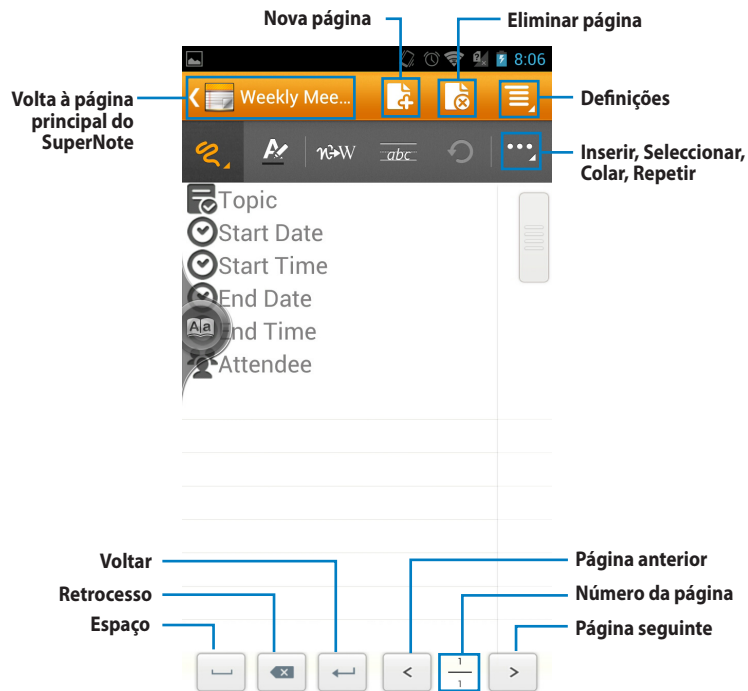 Nova página
Eliminar página
8:06
Volta à página
principal do
SuperNote
Weekly Mee...
Definições
n W
abc
Inserir, Seleccionar,
Colar, Repetir
Topic
Start Date
Start Time
End Date
Aa
End Time
Attendee
Voltar
Retrocesso
Espaço
Página anterior
Número da página
Página seguinte
<
1
1
>